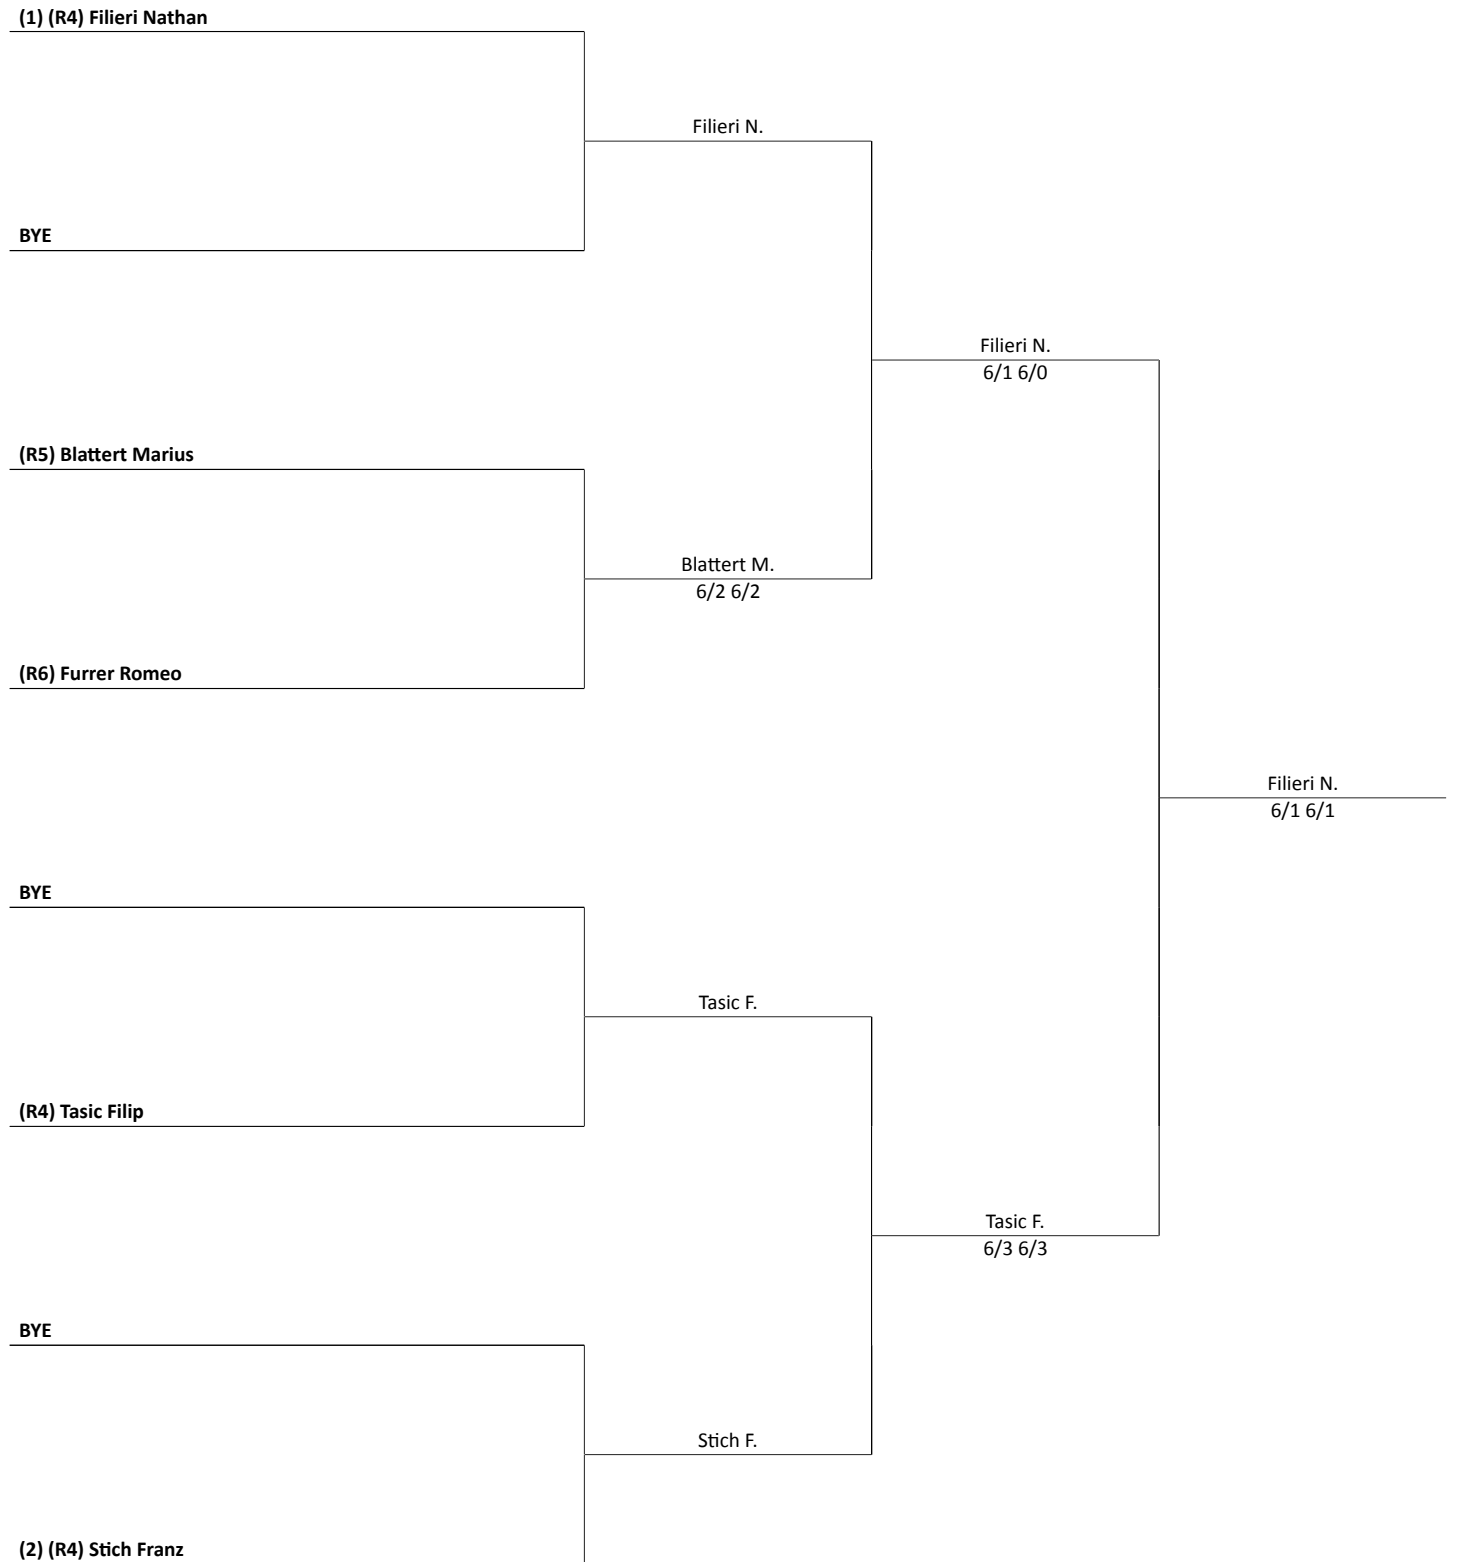 (1) (R4) Filieri Nathan
Filieri N.
BYE
Filieri N.
6/1 6/0
(R5) Blattert Marius
Blattert M.
6/2 6/2
(R6) Furrer Romeo
Filieri N.
6/1 6/1
BYE
Tasic F.
(R4) Tasic Filip
Tasic F.
6/3 6/3
BYE
Stich F.
(2) (R4) Stich Franz